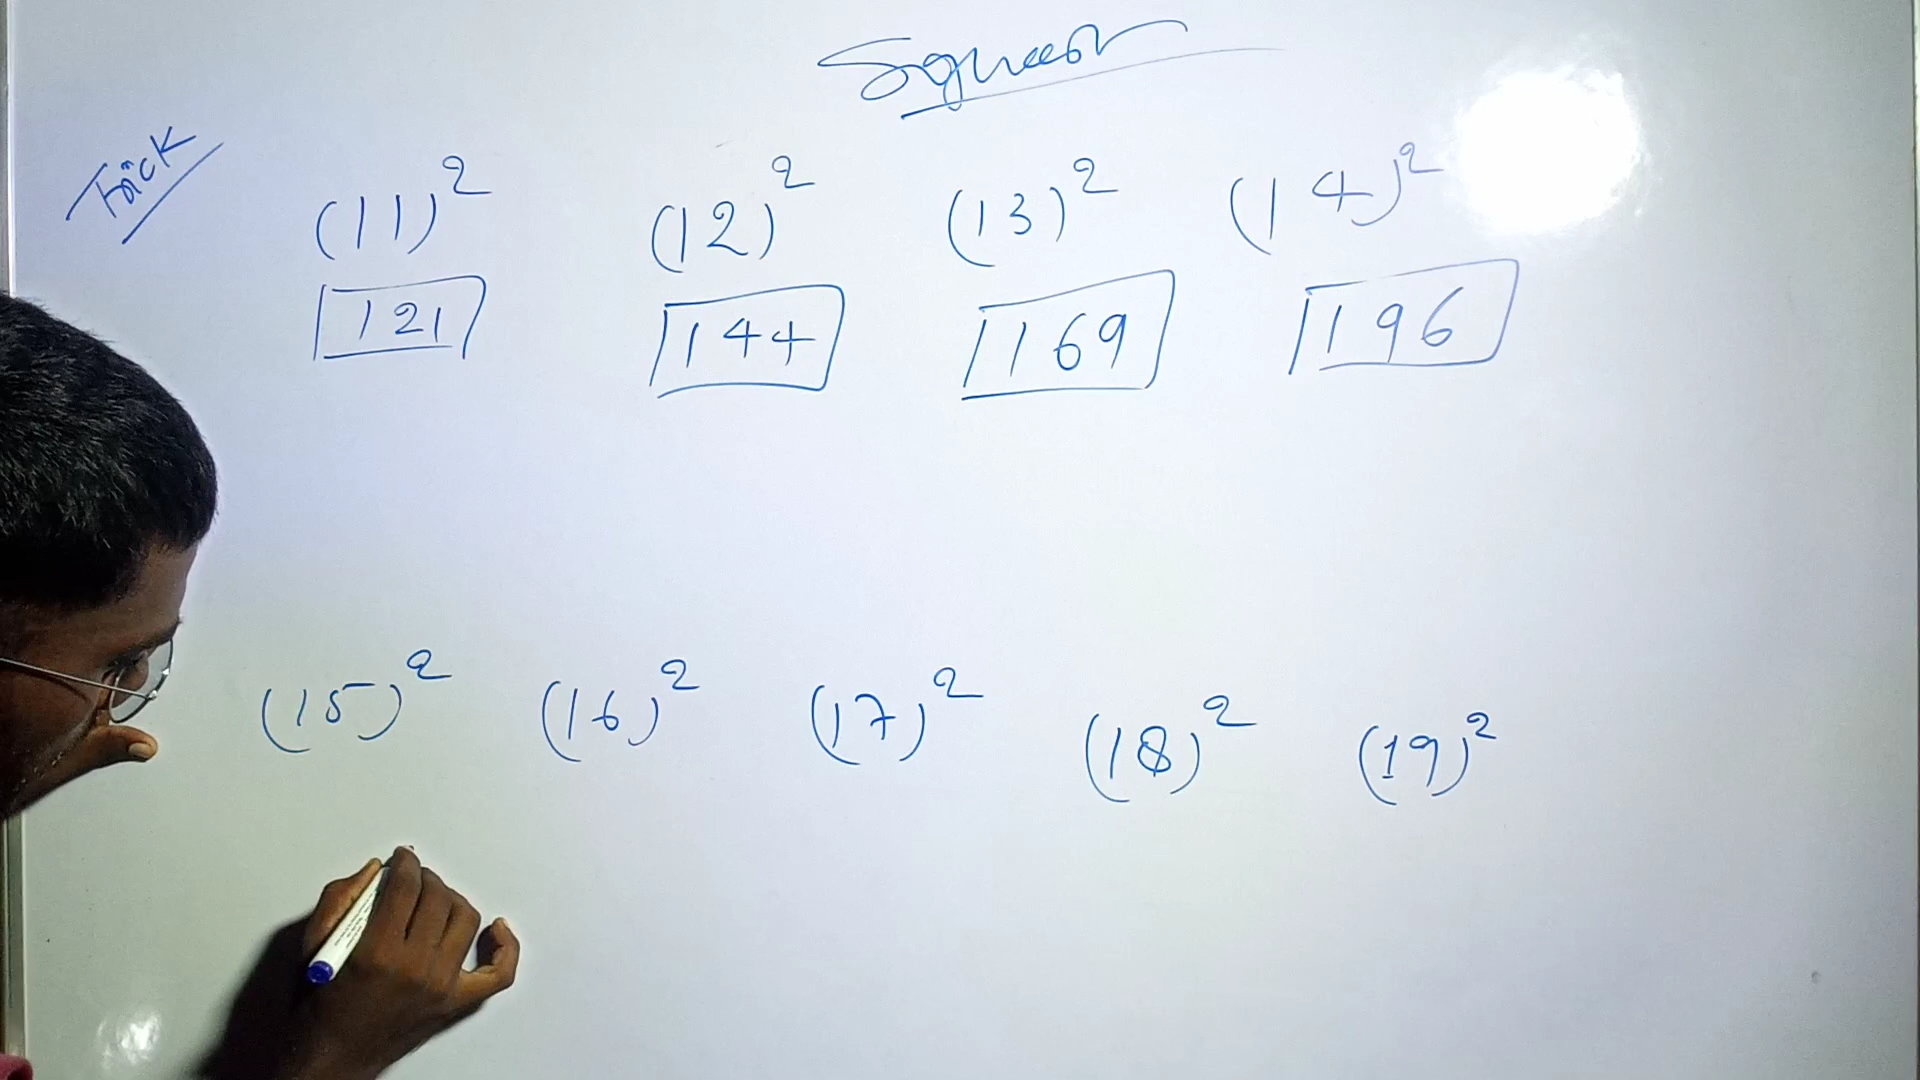 Square
Trick
(11)² (12)² (13)² (14)²
121 144 169 196
(15)² (16)² (17)² (18)² (19)²